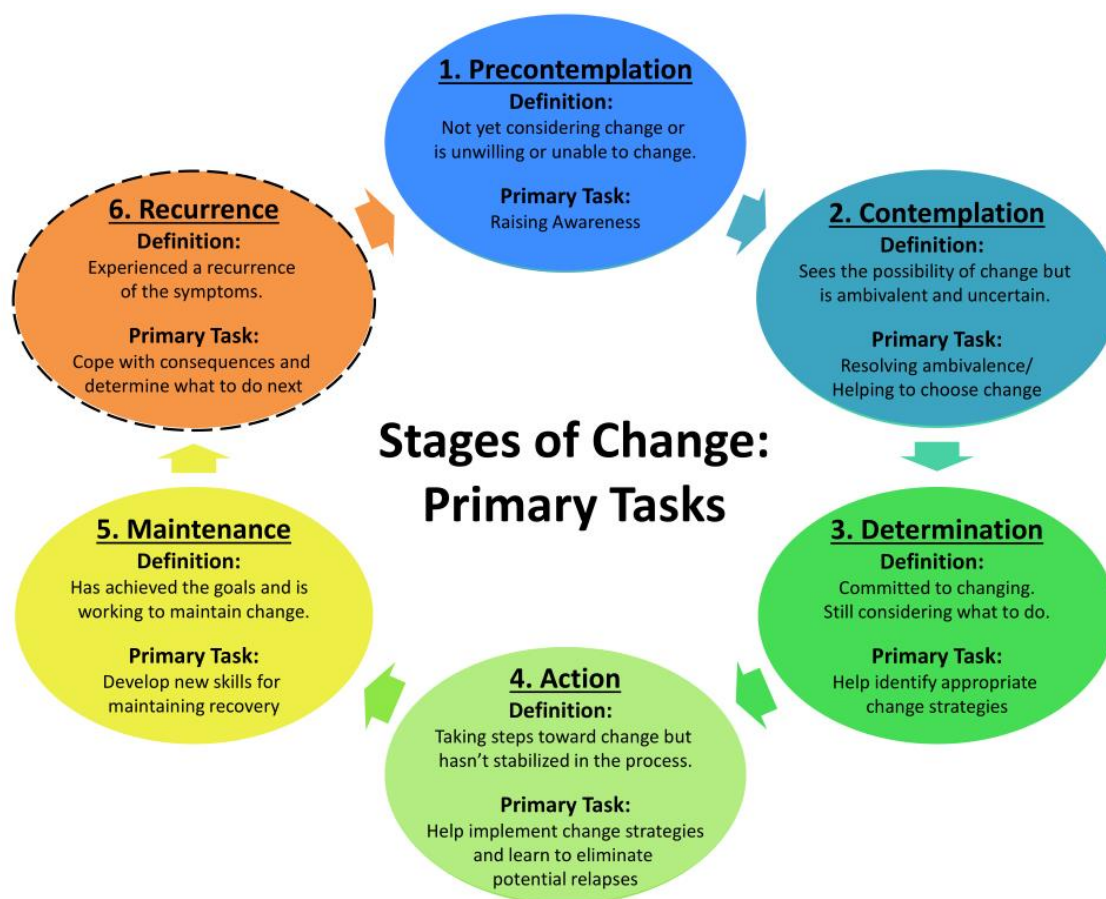 1. Precontemplation
Definition:
Not yet considering change or
is unwilling or unable to change.
Primary Task:
Raising Awareness
2. Contemplation
Definition:
Sees the possibility of change but
is ambivalent and uncertain.
Primary Task:
Resolving ambivalence/
Helping to choose change
3. Determination
Definition:
Committed to changing.
Still considering what to do.
Primary Task:
Help identify appropriate
change strategies
4. Action
Definition:
Taking steps toward change but
hasn’t stabilized in the process.
Primary Task:
Help implement change strategies
and learn to eliminate
potential relapses
5. Maintenance
Definition:
Has achieved the goals and is
working to maintain change.
Primary Task:
Develop new skills for
maintaining recovery
6. Recurrence
Definition:
Experienced a recurrence
of the symptoms.
Primary Task:
Cope with consequences and
determine what to do next
Stages of Change:
Primary Tasks